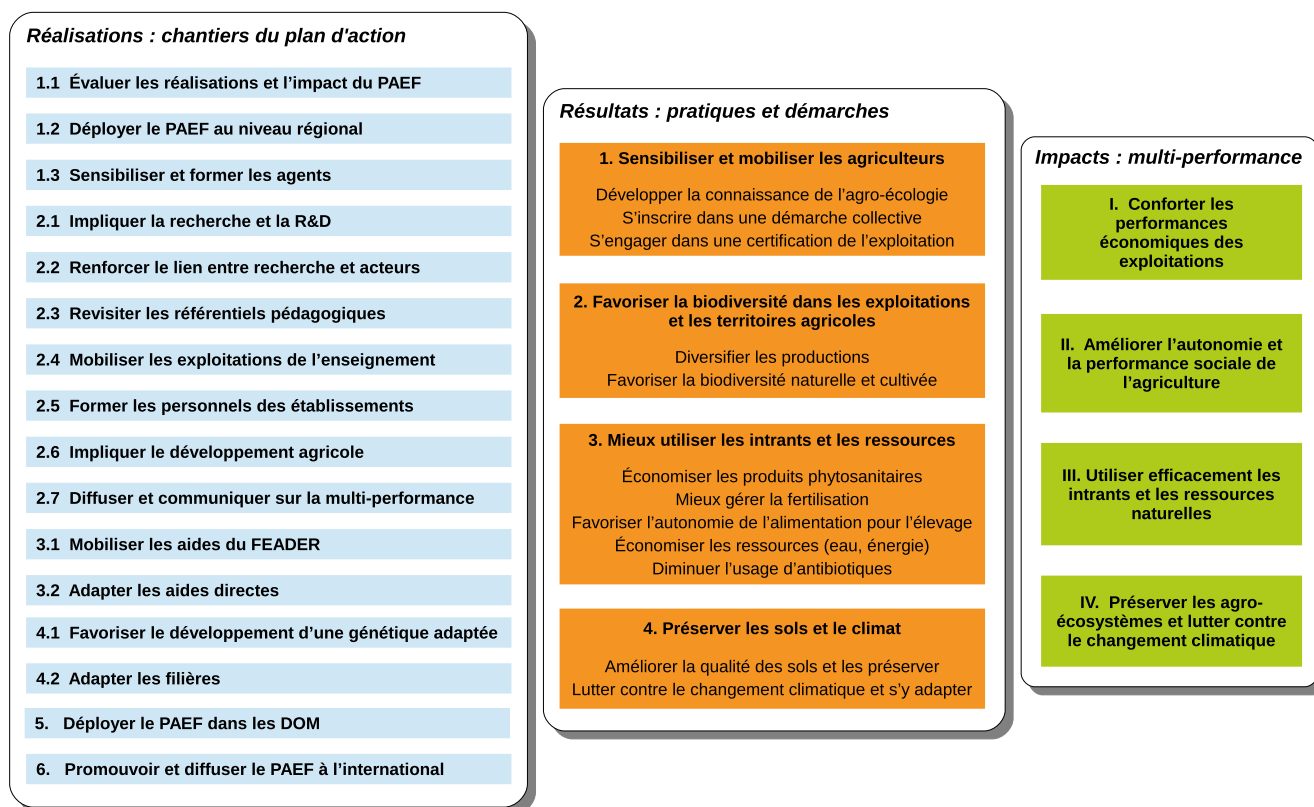 Réalisations : chantiers du plan d'action
1.1 Évaluer les réalisations et l’impact du PAEF
1.2 Déployer le PAEF au niveau régional
1.3 Sensibiliser et former les agents
2.1 Impliquer la recherche et la R&D
2.2 Renforcer le lien entre recherche et acteurs
2.3 Revisiter les référentiels pédagogiques
2.4 Mobiliser les exploitations de l’enseignement
2.5 Former les personnels des établissements
2.6 Impliquer le développement agricole
2.7 Diffuser et communiquer sur la multi-performance
3.1 Mobiliser les aides du FEADER
3.2 Adapter les aides directes
4.1 Favoriser le développement d’une génétique adaptée
4.2 Adapter les filières
5. Déployer le PAEF dans les DOM
6. Promouvoir et diffuser le PAEF à l’international
Résultats : pratiques et démarches
1. Sensibiliser et mobiliser les agriculteurs
Développer la connaissance de l’agro-écologie
S’inscrire dans une démarche collective
S’engager dans une certification de l’exploitation
2. Favoriser la biodiversité dans les exploitations
et les territoires agricoles
Diversifier les productions
Favoriser la biodiversité naturelle et cultivée
3. Mieux utiliser les intrants et les ressources
Économiser les produits phytosanitaires
Mieux gérer la fertilisation
Favoriser l’autonomie de l’alimentation pour l’élevage
Économiser les ressources (eau, énergie)
Diminuer l’usage d’antibiotiques
4. Préserver les sols et le climat
Améliorer la qualité des sols et les préserver
Lutter contre le changement climatique et s’y adapter
Impacts : multi-performance
I. Conforter les
performances
économiques des
exploitations
II. Améliorer l’autonomie et
la performance sociale de
l’agriculture
III. Utiliser efficacement les
intrants et les ressources
naturelles
IV. Préserver les agro-
écosystèmes et lutter contre
le changement climatique